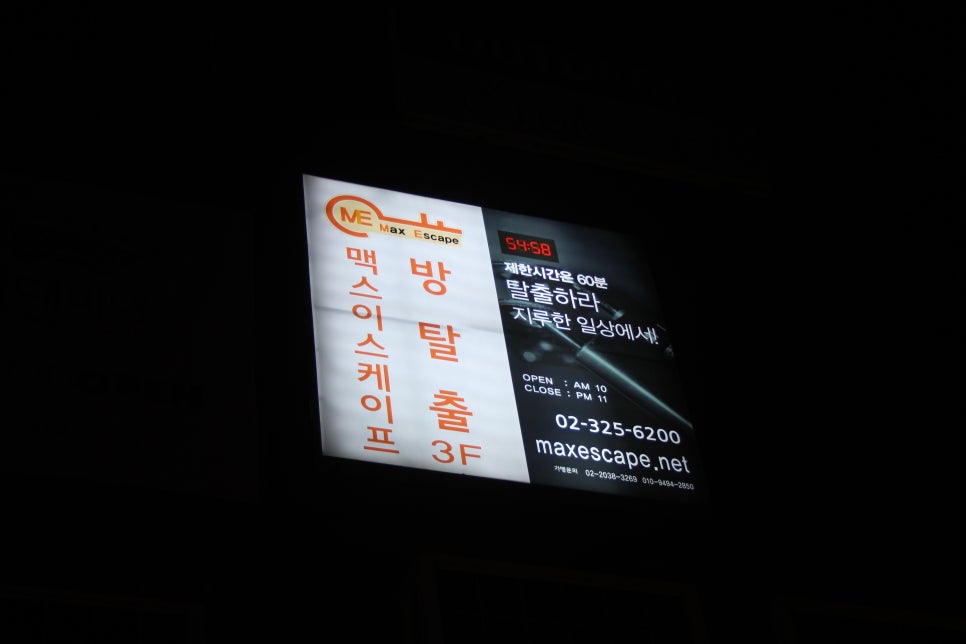 ME
Max Escape
맥스이스케이프
방탈출
3F
54:58
제한시간은 60분
탈출하라
지루한 일상에서!
OPEN : AM 10
CLOSE : PM 11
02-325-6200
maxescape.net
가맹문의 02-2038-3269 010-9494-2850